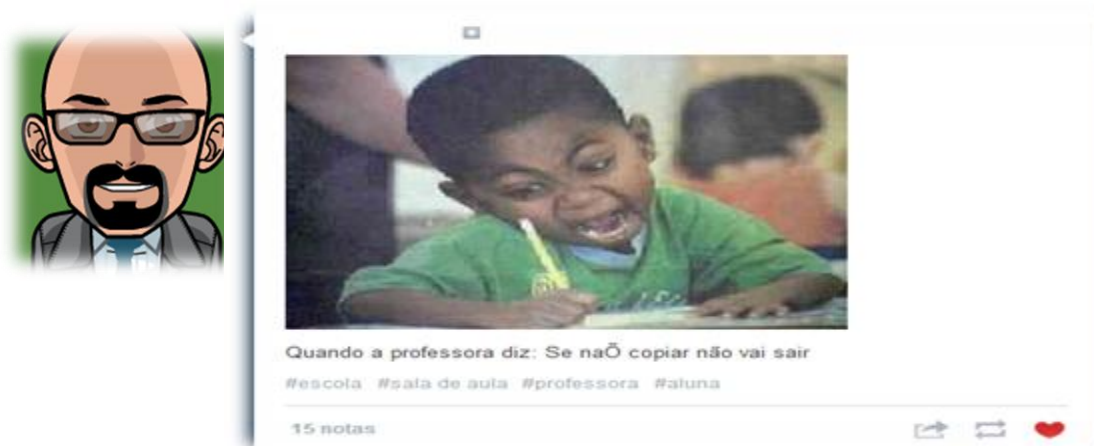 Quando a professora diz: Se naÕ copiar não vai sair
#escola #sala de aula #professora #aluna
15 notas